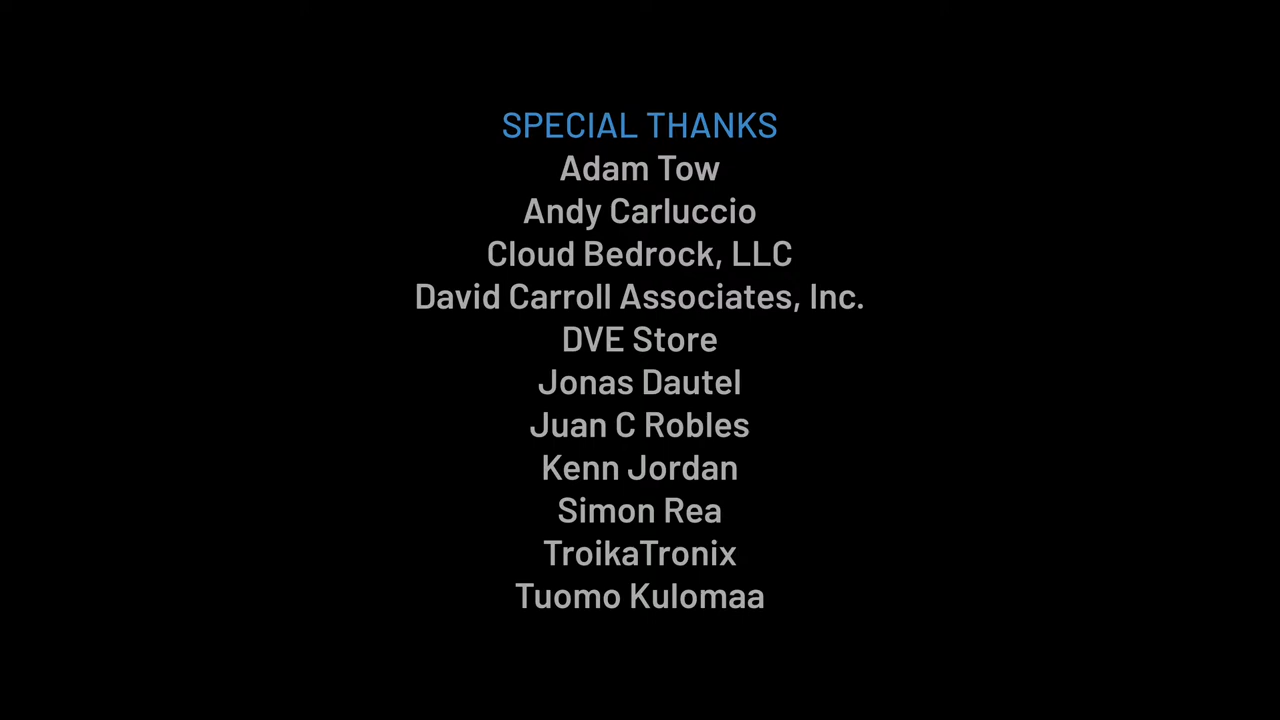 SPECIAL THANKS
Adam Tow
Andy Carluccio
Cloud Bedrock, LLC
David Carroll Associates, Inc.
DVE Store
Jonas Dautel
Juan C Robles
Kenn Jordan
Simon Rea
TroikaTronix
Tuomo Kulomaa